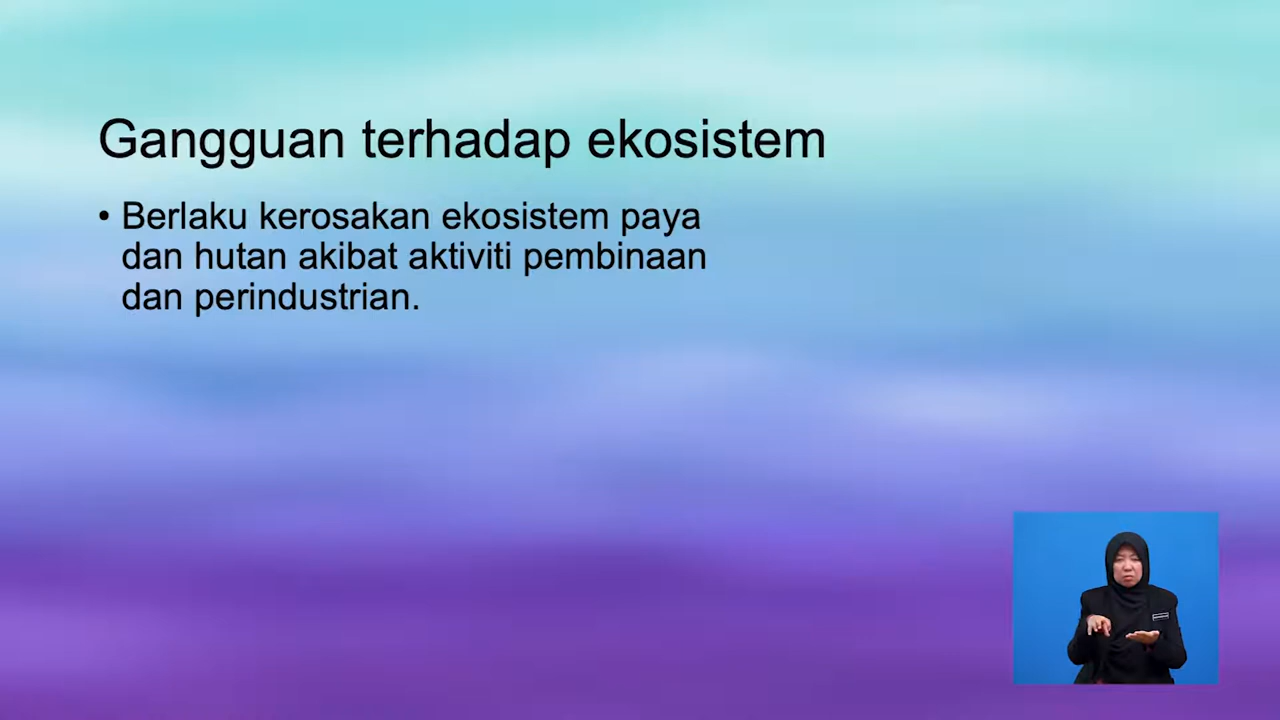 Gangguan terhadap ekosistem
• Berlaku kerosakan ekosistem paya
dan hutan akibat aktiviti pembinaan
dan perindustrian.